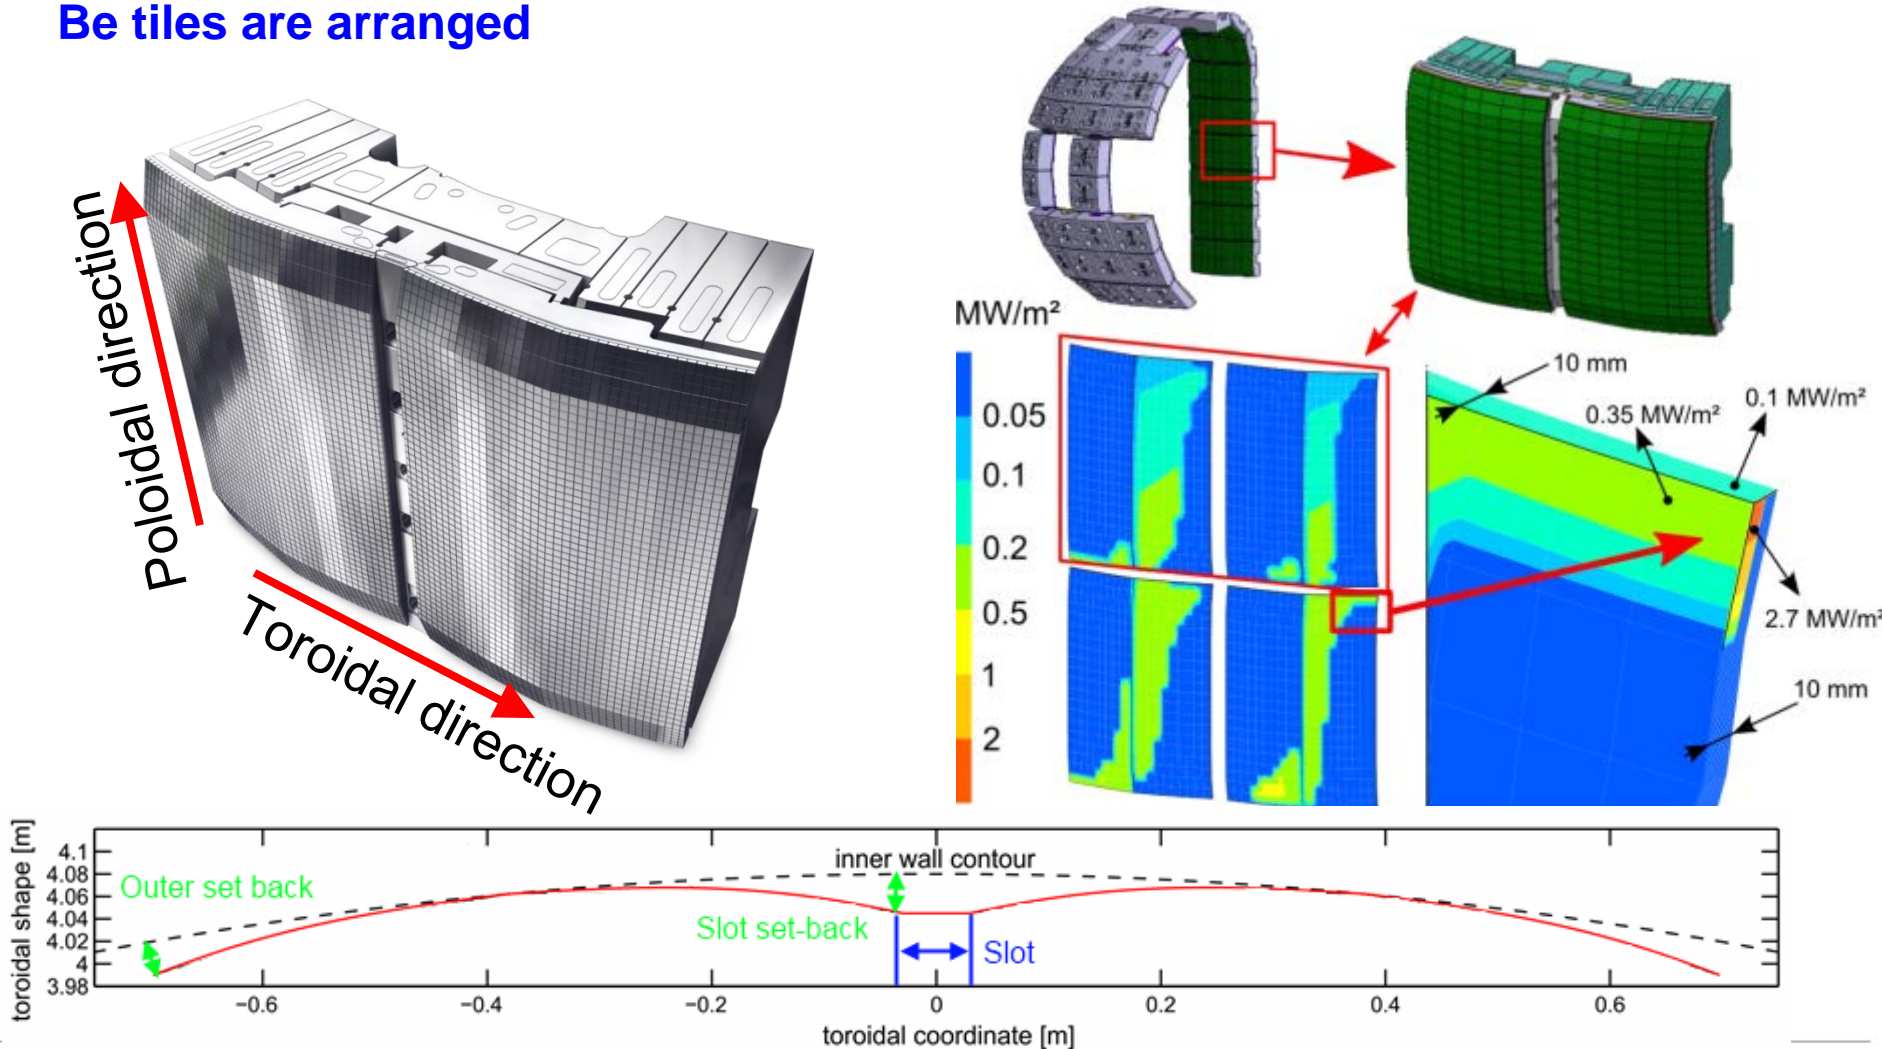 Be tiles are arranged
Poloidal direction
Toroidal direction
MW/m²
0.05
0.1
0.2
0.5
1
2
10 mm
0.35 MW/m²
0.1 MW/m²
2.7 MW/m²
10 mm
toroidal shape [m]
4.1
4.08
4.06
4.04
4.02
4
3.98
Outer set back
inner wall contour
Slot set-back
Slot
−0.6
−0.4
−0.2
0
0.2
0.4
0.6
toroidal coordinate [m]